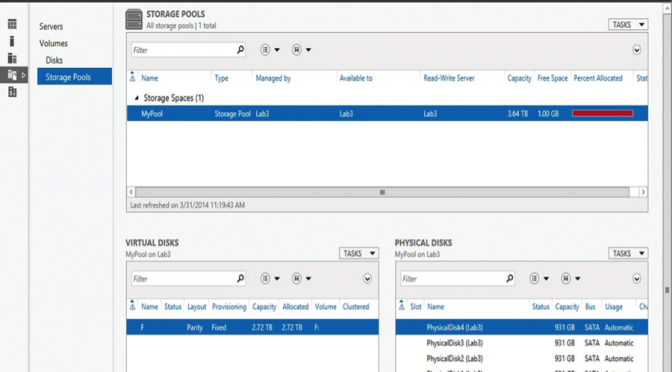 Servers
Volumes
Disks
Storage Pools
STORAGE POOLS
All storage pools | 1 total
TASKS
Filter
Name Type Managed by Available to Read-Write Server Capacity Free Space Percent Allocated Stat
Storage Spaces (1)
MyPool Storage Pool Lab3 Lab3 Lab3 3.64 TB 1.00 GB
Last refreshed on 3/31/2014 11:19:43 AM
VIRTUAL DISKS
MyPool on Lab3
TASKS
Filter
Name Status Layout Provisioning Capacity Allocated Volume Clustered
F Parity Fixed 2.72 TB 2.72 TB F:
PHYSICAL DISKS
MyPool on Lab3
TASKS
Filter
Slot Name Status Capacity Bus Usage Ch
PhysicalDisk4 (Lab3) 931 GB SATA Automatic
PhysicalDisk3 (Lab3) 931 GB SATA Automatic
PhysicalDisk2 (Lab3) 931 GB SATA Automatic